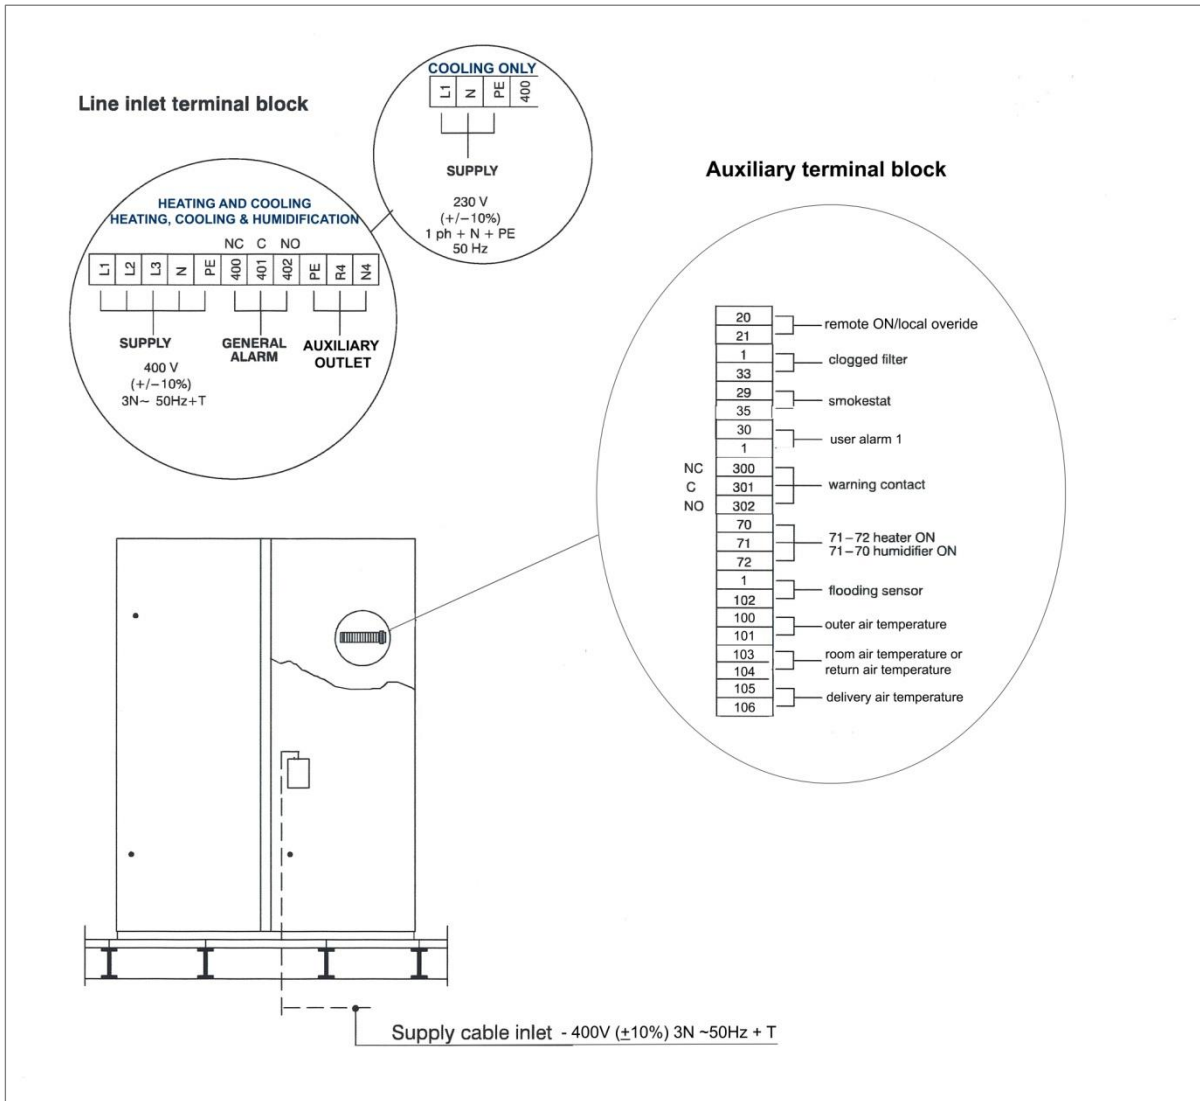 Line inlet terminal block
COOLING ONLY
L1 N PE 400
SUPPLY
230 V
(+/−10%)
1 ph + N + PE
50 Hz
HEATING AND COOLING
HEATING, COOLING & HUMIDIFICATION
NC C NO
L1 L2 L3 N PE 400 401 402 PE R4 N4
SUPPLY
400 V
(+/−10%)
3N~ 50Hz+T
GENERAL
ALARM
AUXILIARY
OUTLET
Auxiliary terminal block
20
21
remote ON/local overide
1
33
clogged filter
29
35
smokestat
30
1
user alarm 1
NC 300
C 301
NO 302
warning contact
70
71
72
71–72 heater ON
71–70 humidifier ON
1
102
flooding sensor
100
101
outer air temperature
103
104
room air temperature or
return air temperature
105
106
delivery air temperature
Supply cable inlet - 400V (±10%) 3N ~50Hz + T